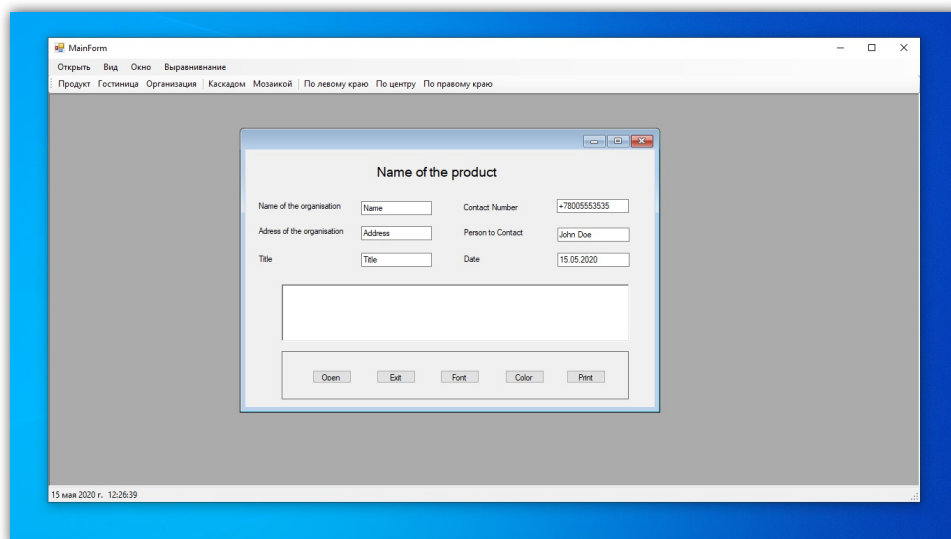 MainForm
Открыть Вид Окно Выравнивнание
Продукт Гостиница Организация Каскадом Мозаикой По левому краю По центру По правому краю
Name of the product
Name of the organisation Name Contact Number +78005553535
Adress of the organisation Address Person to Contact John Doe
Title Title Date 15.05.2020
Open Exit Font Color Print
15 мая 2020 г. 12:26:39